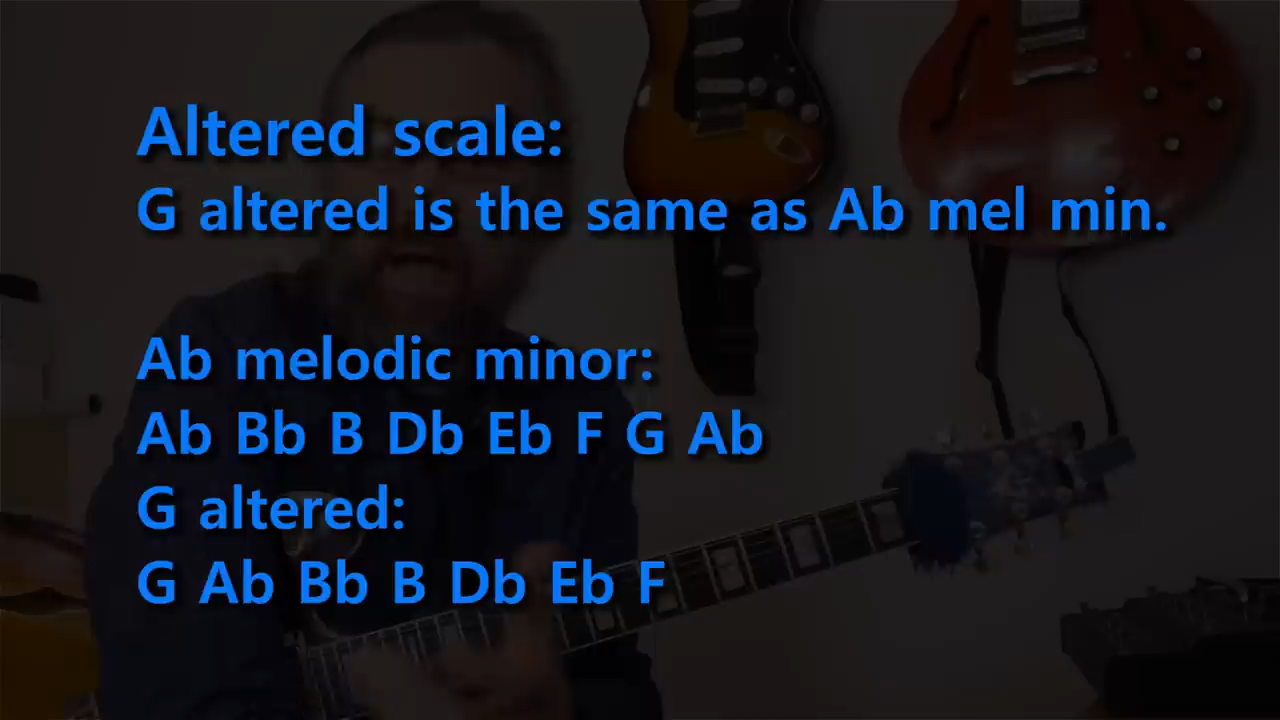 Altered scale:
G altered is the same as Ab mel min.
Ab melodic minor:
Ab Bb B Db Eb F G Ab
G altered:
G Ab Bb B Db Eb F